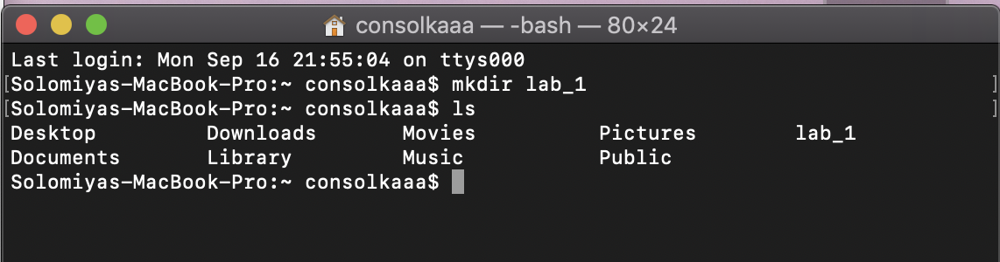 consolkaaa — -bash — 80×24
Last login: Mon Sep 16 21:55:04 on ttys000
[Solomiyas-MacBook-Pro:~ consolkaaa$ mkdir lab_1 ]
[Solomiyas-MacBook-Pro:~ consolkaaa$ ls ]
Desktop Downloads Movies Pictures lab_1
Documents Library Music Public
Solomiyas-MacBook-Pro:~ consolkaaa$